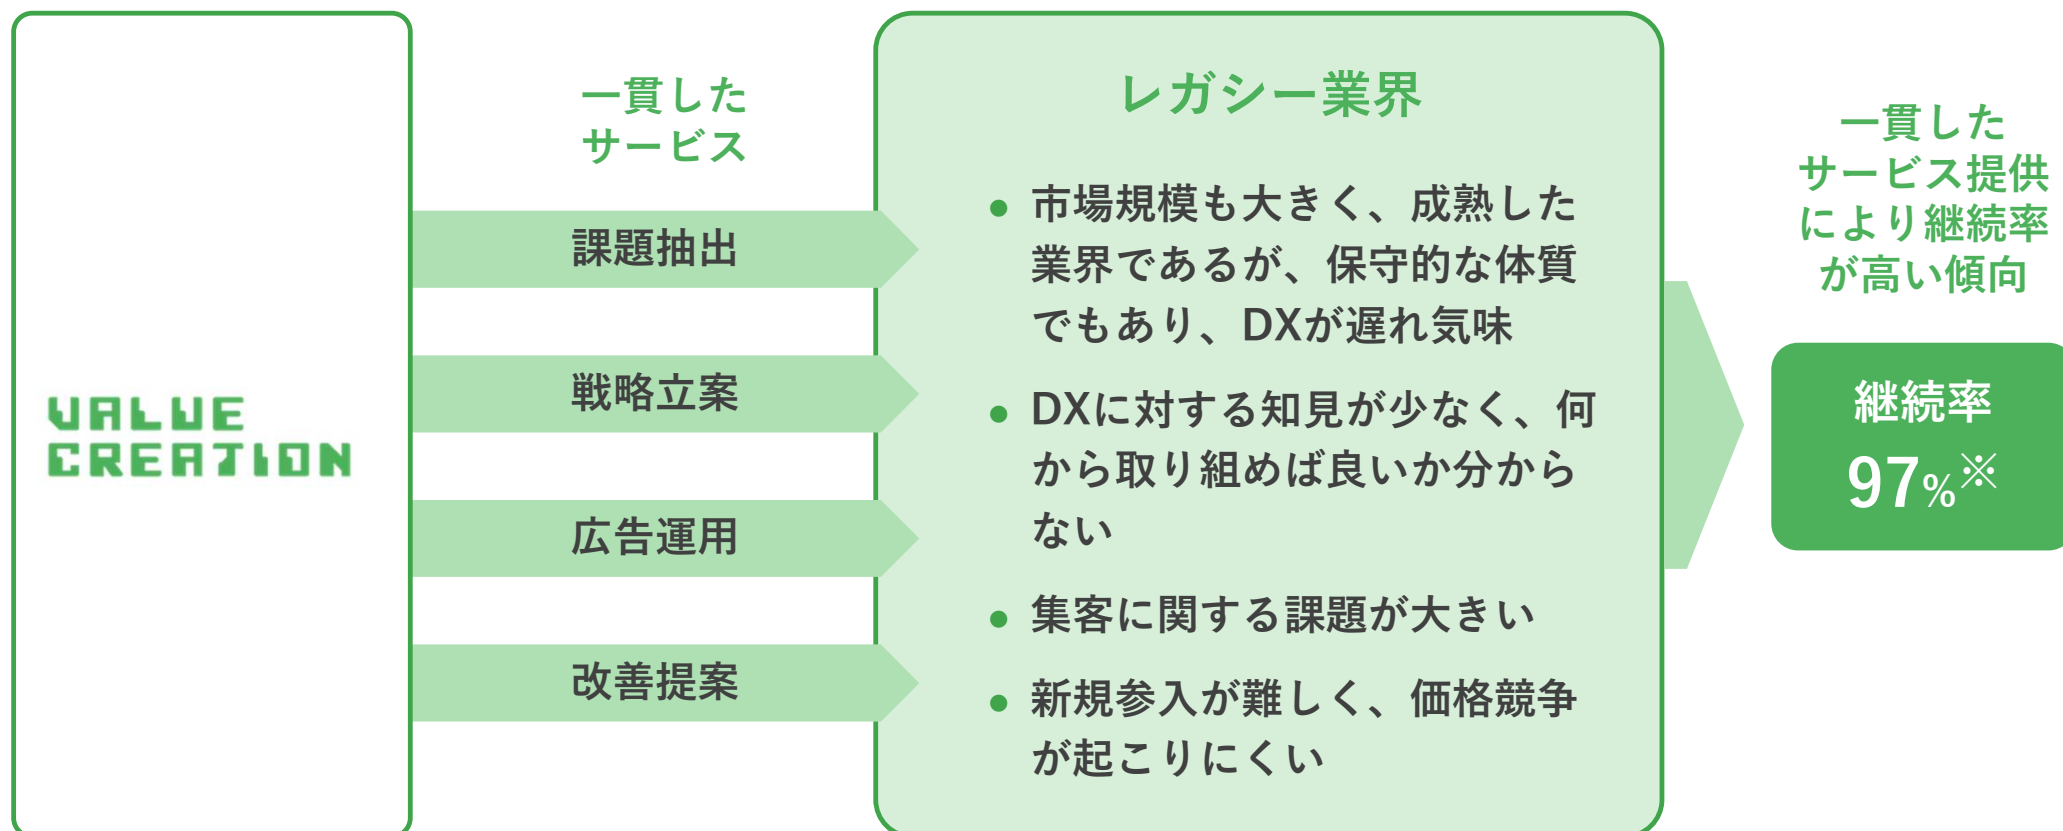 VALUE
CREATION
一貫した
サービス
課題抽出
戦略立案
広告運用
改善提案
レガシー業界
● 市場規模も大きく、成熟した
業界であるが、保守的な体質
でもあり、DXが遅れ気味
● DXに対する知見が少なく、何
から取り組めば良いか分から
ない
● 集客に関する課題が大きい
● 新規参入が難しく、価格競争
が起こりにくい
一貫した
サービス提供
により継続率
が高い傾向
継続率
97%※